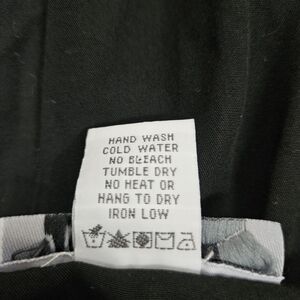 HAND WASH
COLD WATER
NO BLEACH
TUMBLE DRY
NO HEAT OR
HANG TO DRY
IRON LOW